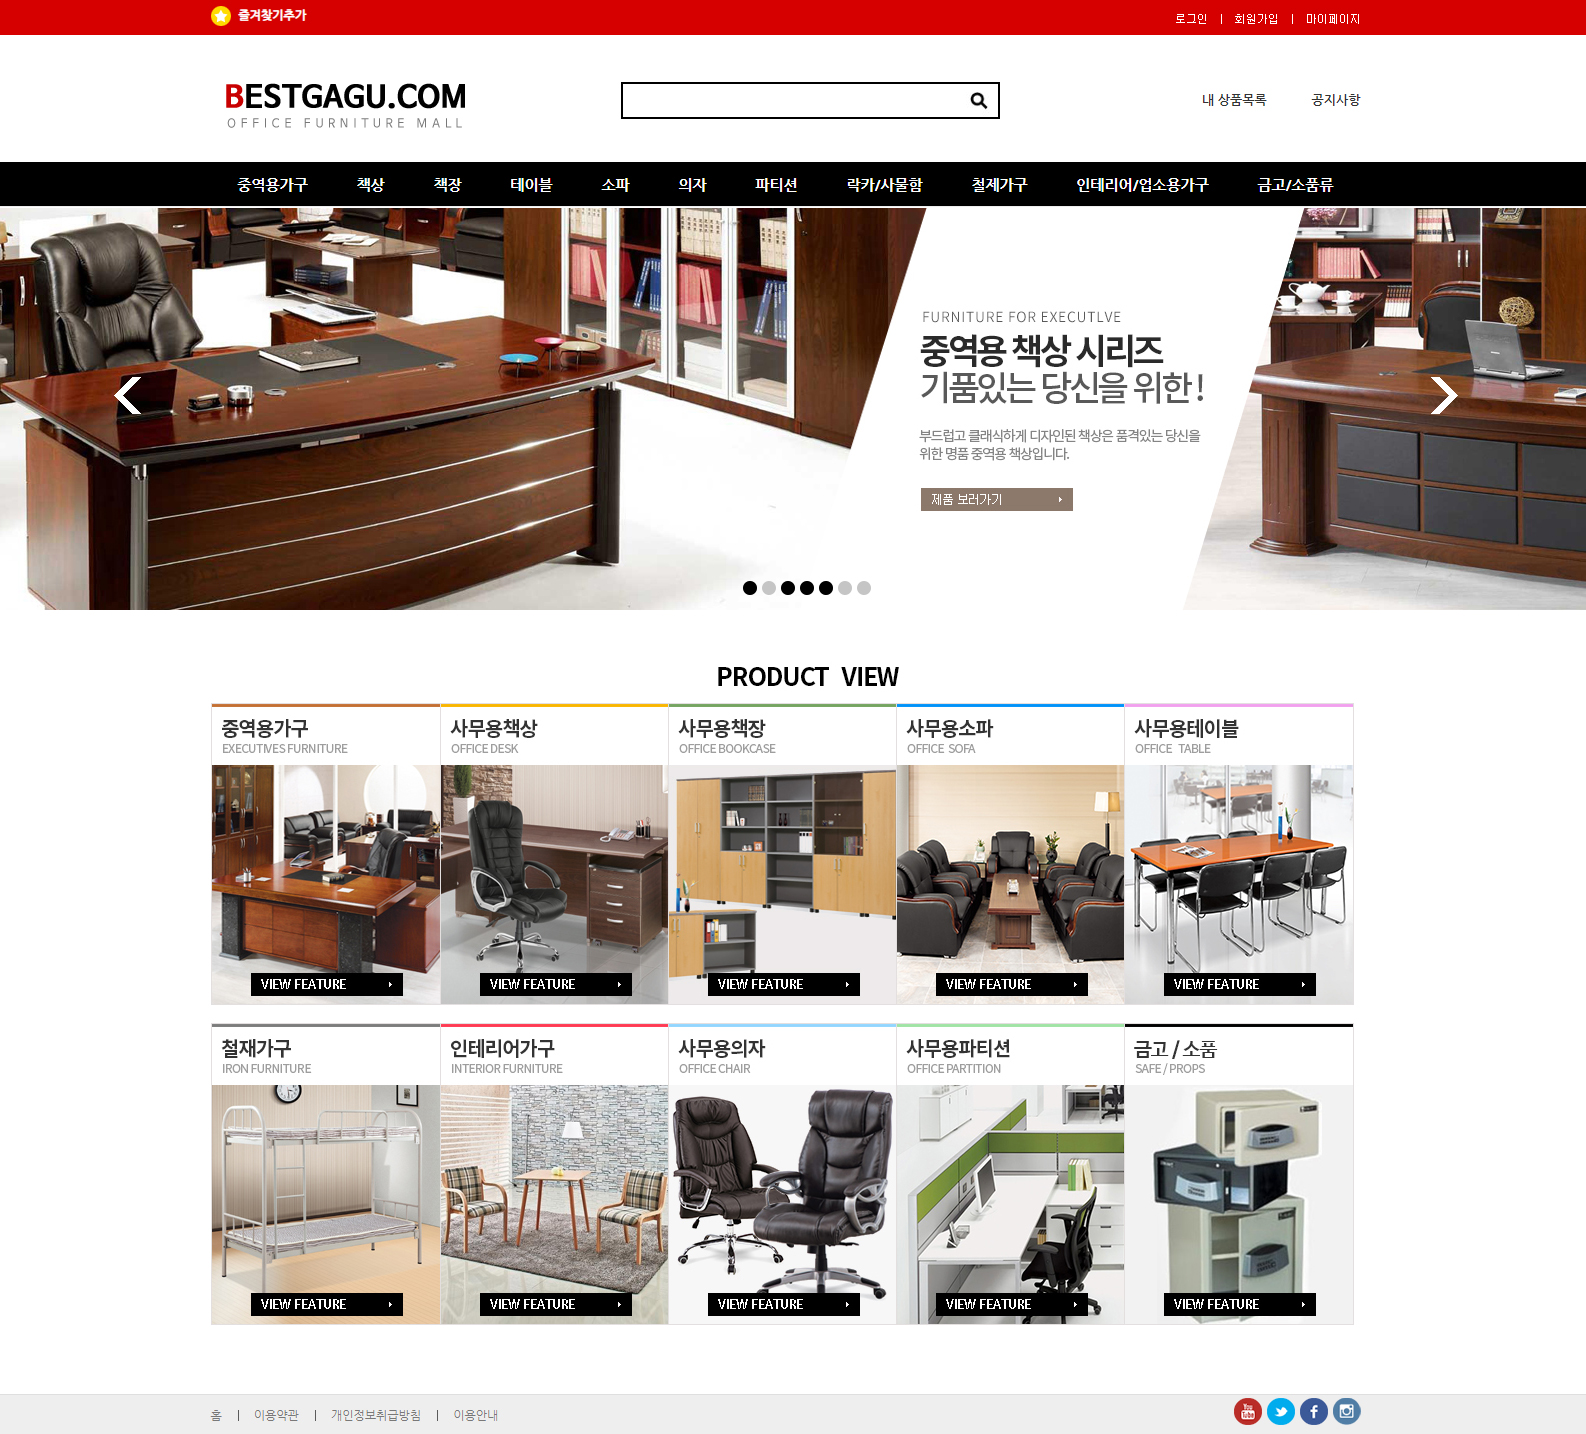 즐겨찾기추가
로그인 | 회원가입 | 마이페이지
BESTGAGU.COM
OFFICE FURNITURE MALL
내 상품목록 공지사항
중역용가구 책상 책장 테이블 소파 의자 파티션 락카/사물함 철제가구 인테리어/업소용가구 금고/소품류
FURNITURE FOR EXECUTLVE
중역용 책상 시리즈
기품있는 당신을 위한 !
부드럽고 클래식하게 디자인된 책상은 품격있는 당신을
위한 명품 중역용 책상입니다.
제품 보러가기
PRODUCT VIEW
중역용가구 사무용책상 사무용책장 사무용소파 사무용테이블
EXECUTIVES FURNITURE OFFICE DESK OFFICE BOOKCASE OFFICE SOFA OFFICE TABLE
VIEW FEATURE VIEW FEATURE VIEW FEATURE VIEW FEATURE VIEW FEATURE
철재가구 인테리어가구 사무용의자 사무용파티션 금고 / 소품
IRON FURNITURE INTERIOR FURNITURE OFFICE CHAIR OFFICE PARTITION SAFE / PROPS
VIEW FEATURE VIEW FEATURE VIEW FEATURE VIEW FEATURE VIEW FEATURE
홈 | 이용약관 | 개인정보취급방침 | 이용안내
You Tube